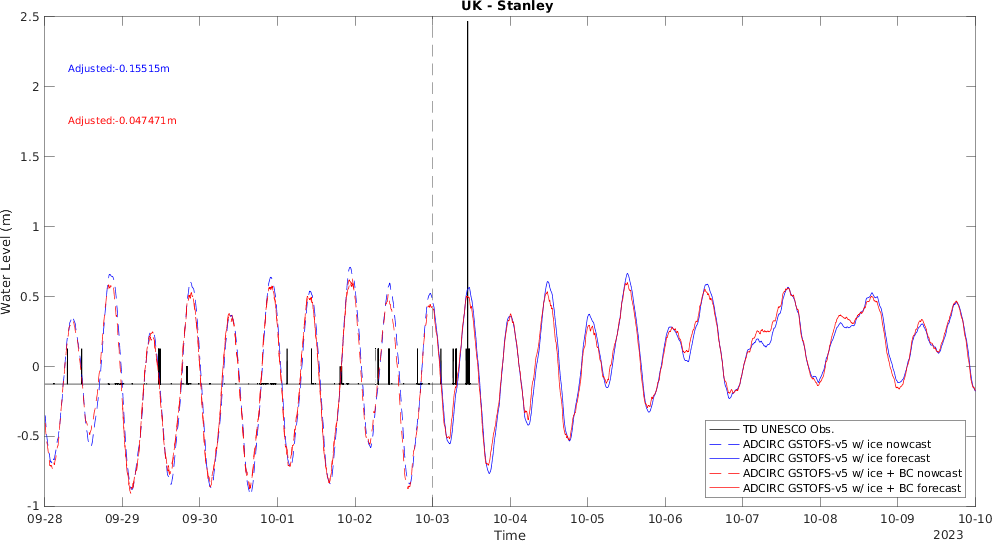 UK - Stanley
2.5
2
1.5
1
0.5
0
-0.5
-1
Water Level (m)
Adjusted:-0.15515m
Adjusted:-0.047471m
TD UNESCO Obs.
ADCIRC GSTOFS-v5 w/ ice nowcast
ADCIRC GSTOFS-v5 w/ ice forecast
ADCIRC GSTOFS-v5 w/ ice + BC nowcast
ADCIRC GSTOFS-v5 w/ ice + BC forecast
09-28 09-29 09-30 10-01 10-02 10-03 10-04 10-05 10-06 10-07 10-08 10-09 10-10
Time
2023